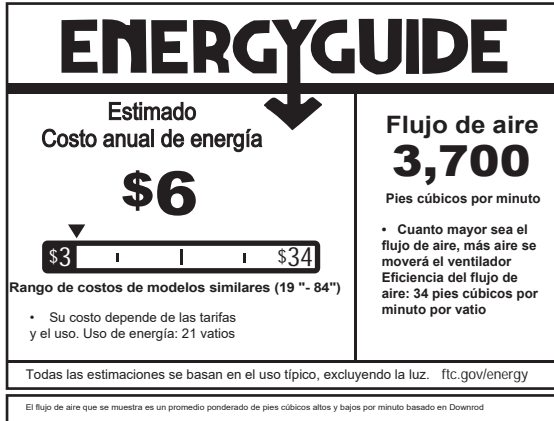 ENERGYGUIDE
Estimado
Costo anual de energía
$6
$3 $34
Rango de costos de modelos similares (19 "- 84")
• Su costo depende de las tarifas
y el uso. Uso de energía: 21 vatios
Flujo de aire
3,700
Pies cúbicos por minuto
• Cuanto mayor sea el
flujo de aire, más aire se
moverá el ventilador
Eficiencia del flujo de
aire: 34 pies cúbicos por
minuto por vatio
Todas las estimaciones se basan en el uso típico, excluyendo la luz. ftc.gov/energy
El flujo de aire que se muestra es un promedio ponderado de pies cúbicos altos y bajos por minuto basado en Downrod